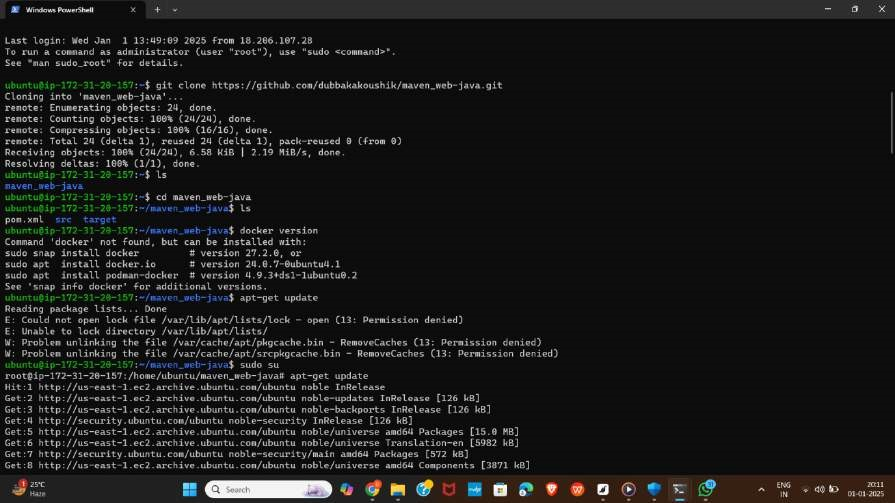 Windows PowerShell
Last login: Wed Jan  1 13:49:09 2025 from 18.206.107.28
To run a command as administrator (user "root"), use "sudo <command>".
See "man sudo_root" for details.
ubuntu@ip-172-31-20-157:~$ git clone https://github.com/dubbakakoushik/maven_web-java.git
Cloning into 'maven_web-java'...
remote: Enumerating objects: 24, done.
remote: Counting objects: 100% (24/24), done.
remote: Compressing objects: 100% (16/16), done.
remote: Total 24 (delta 1), reused 24 (delta 1), pack-reused 0 (from 0)
Receiving objects: 100% (24/24), 6.58 KiB | 2.19 MiB/s, done.
Resolving deltas: 100% (1/1), done.
ubuntu@ip-172-31-20-157:~$ ls
maven_web-java
ubuntu@ip-172-31-20-157:~$ cd maven_web-java
ubuntu@ip-172-31-20-157:~/maven_web-java$ ls
pom.xml  src  target
ubuntu@ip-172-31-20-157:~/maven_web-java$ docker version
Command 'docker' not found, but can be installed with:
sudo snap install docker         # version 27.2.0, or
sudo apt  install docker.io      # version 24.0.7-0ubuntu4.1
sudo apt  install podman-docker  # version 4.9.3+ds1-1ubuntu0.2
See 'snap info docker' for additional versions.
ubuntu@ip-172-31-20-157:~/maven_web-java$ apt-get update
Reading package lists... Done
E: Could not open lock file /var/lib/apt/lists/lock - open (13: Permission denied)
E: Unable to lock directory /var/lib/apt/lists/
W: Problem unlinking the file /var/cache/apt/pkgcache.bin - RemoveCaches (13: Permission denied)
W: Problem unlinking the file /var/cache/apt/srcpkgcache.bin - RemoveCaches (13: Permission denied)
ubuntu@ip-172-31-20-157:~/maven_web-java$ sudo su
root@ip-172-31-20-157:/home/ubuntu/maven_web-java# apt-get update
Hit:1 http://us-east-1.ec2.archive.ubuntu.com/ubuntu noble InRelease
Get:2 http://us-east-1.ec2.archive.ubuntu.com/ubuntu noble-updates InRelease [126 kB]
Get:3 http://us-east-1.ec2.archive.ubuntu.com/ubuntu noble-backports InRelease [126 kB]
Get:4 http://security.ubuntu.com/ubuntu noble-security InRelease [126 kB]
Get:5 http://us-east-1.ec2.archive.ubuntu.com/ubuntu noble/universe amd64 Packages [15.0 MB]
Get:6 http://us-east-1.ec2.archive.ubuntu.com/ubuntu noble/universe Translation-en [5982 kB]
Get:7 http://security.ubuntu.com/ubuntu noble-security/main amd64 Packages [572 kB]
Get:8 http://us-east-1.ec2.archive.ubuntu.com/ubuntu noble/universe amd64 Components [3871 kB]
25°C
Haze
Search
ENG
IN
20:11
01-01-2025